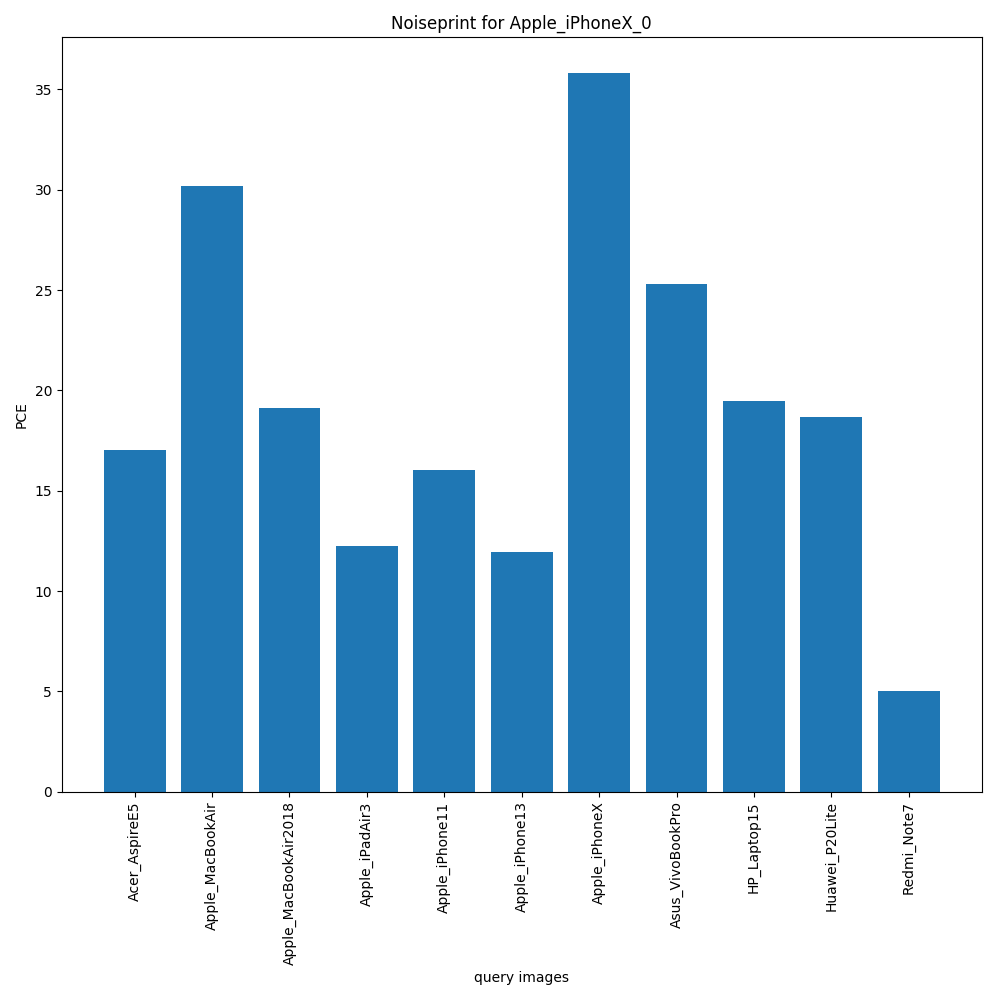 Noiseprint for Apple_iPhoneX_0
PCE
35
30
25
20
15
10
5
0
Acer_AspireE5
Apple_MacBookAir
Apple_MacBookAir2018
Apple_iPadAir3
Apple_iPhone11
Apple_iPhone13
Apple_iPhoneX
Asus_VivoBookPro
HP_Laptop15
Huawei_P20Lite
Redmi_Note7
query images